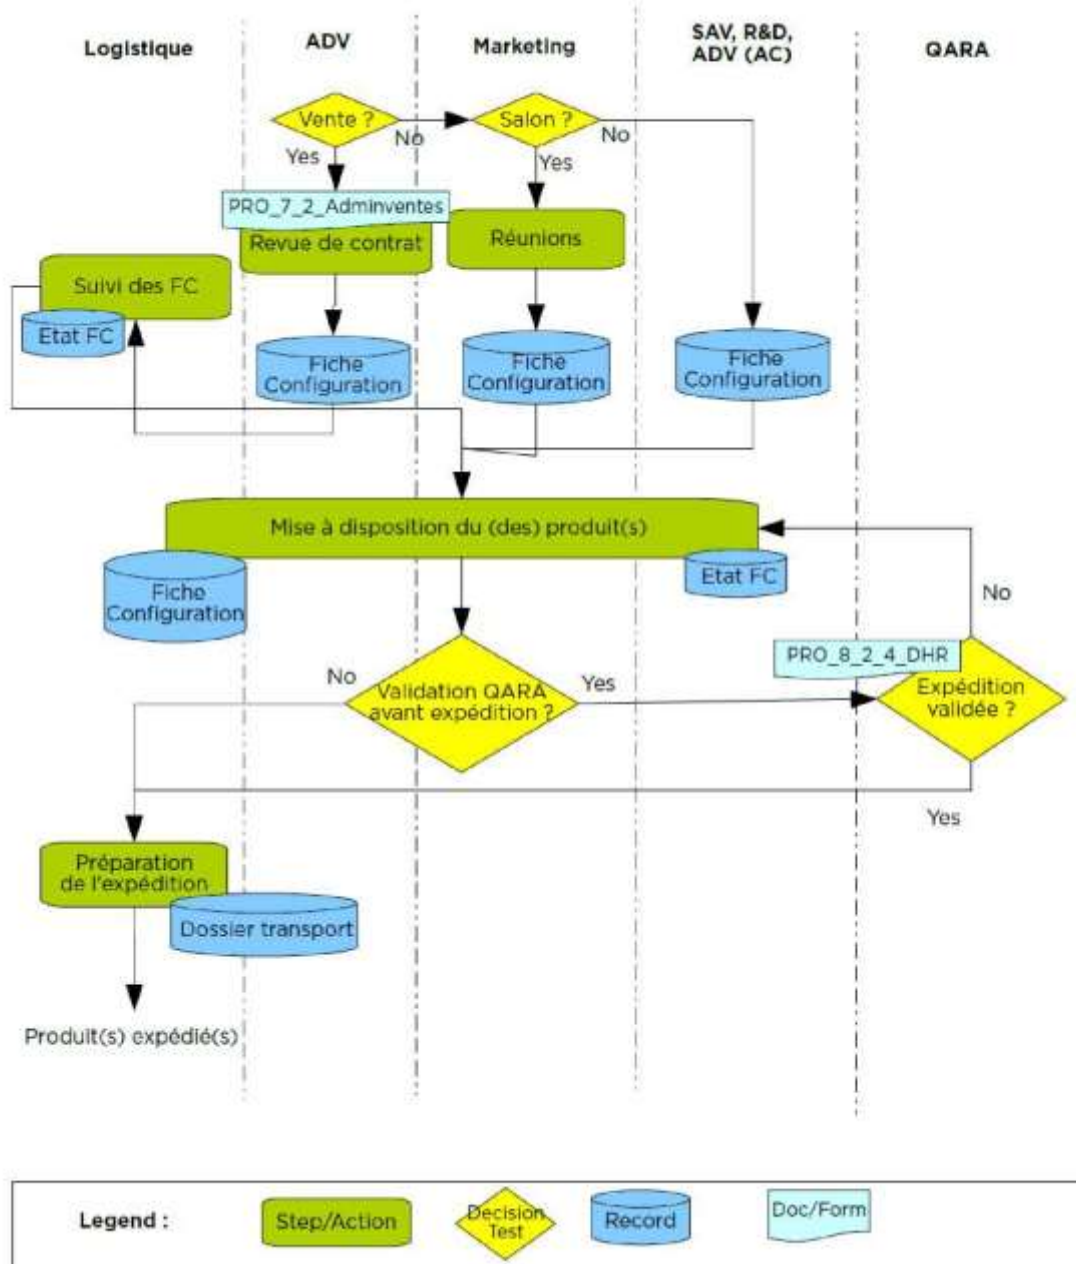 Logistique
ADV
Marketing
SAV, R&D,
ADV (AC)
QARA
Vente ?
No
Salon ?
No
Yes
Yes
PRO_7_2_Adminventes
Revue de contrat
Réunions
Suivi des FC
Etat FC
Fiche
Configuration
Fiche
Configuration
Fiche
Configuration
Mise à disposition du (des) produit(s)
Etat FC
Fiche
Configuration
No
PRO_8_2_4_DHR
No
Validation QARA
avant expédition ?
Yes
Expédition
validée ?
Yes
Préparation
de l'expédition
Dossier transport
Produit(s) expédié(s)
Legend :
Step/Action
Decision
Test
Record
Doc/Form